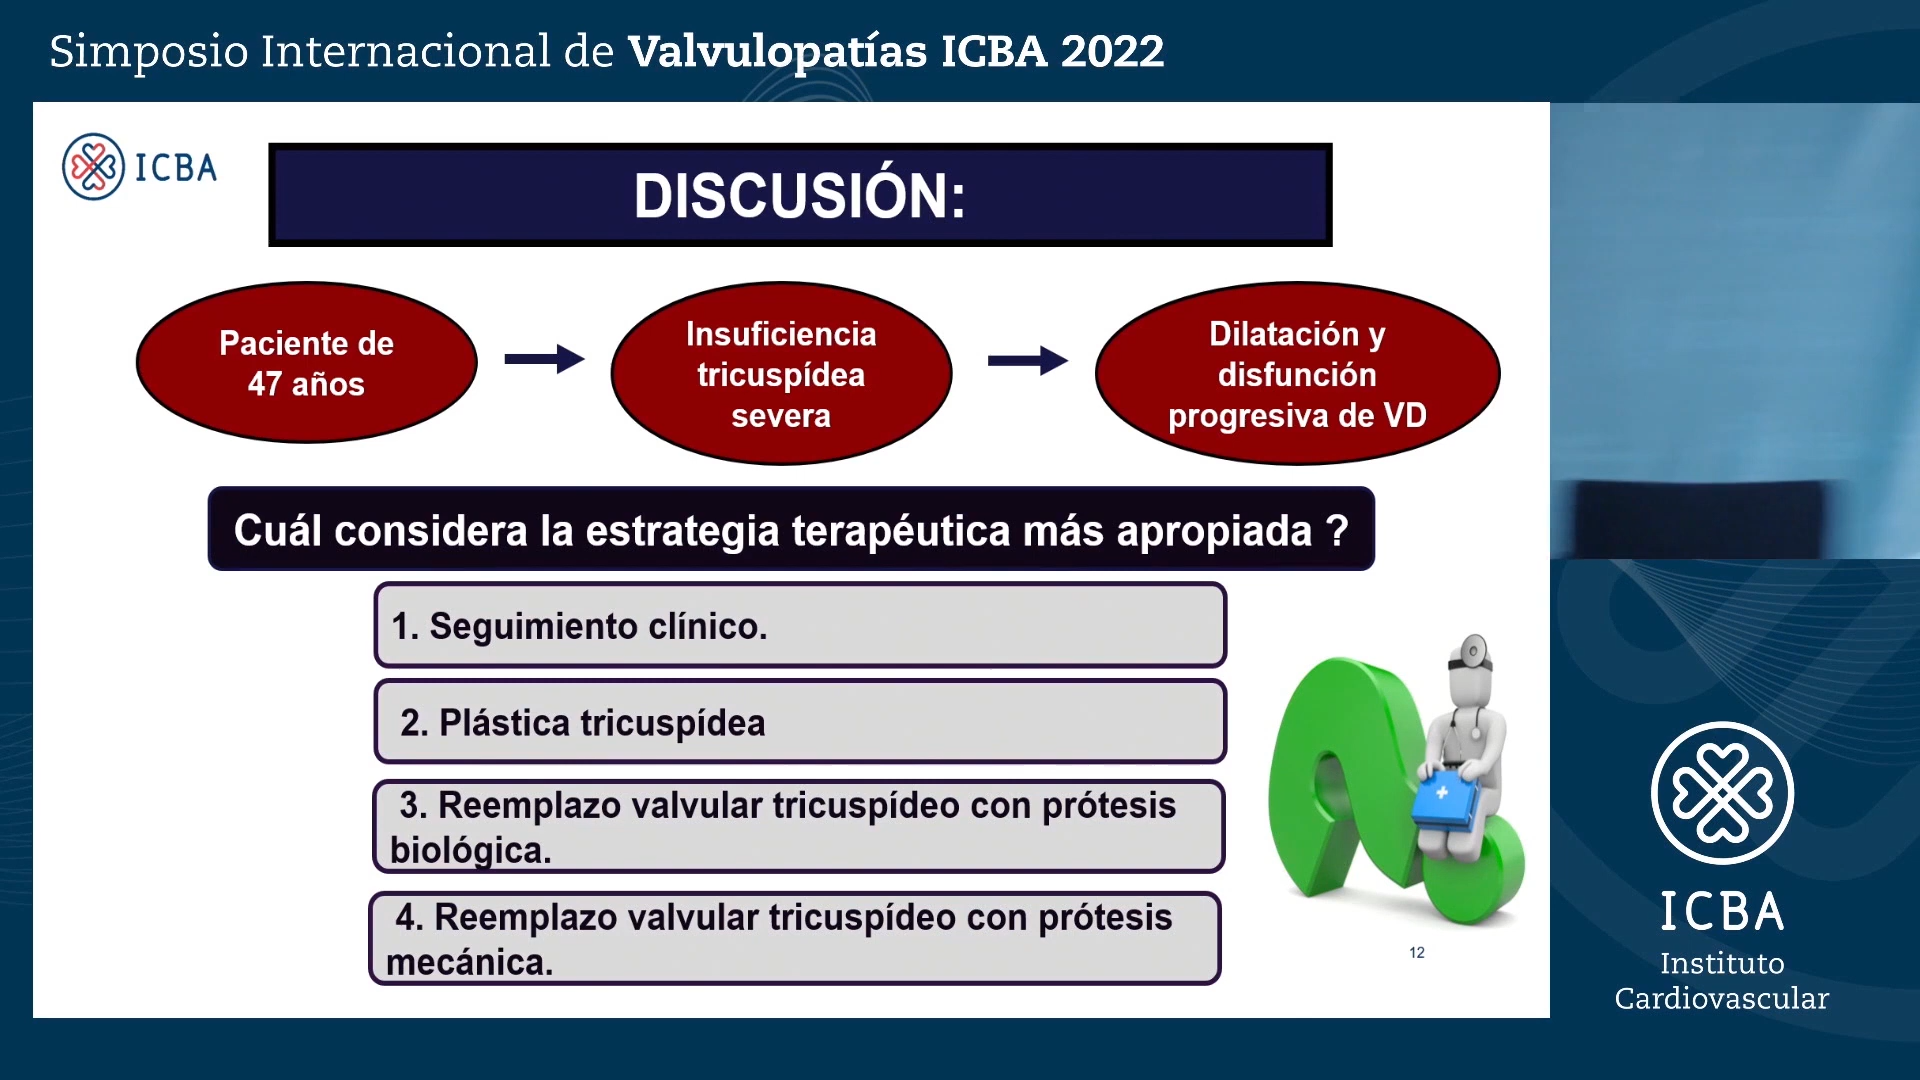 Simposio Internacional de Valvulopatías ICBA 2022
ICBA
DISCUSIÓN:
Paciente de
47 años
Insuficiencia
tricuspídea
severa
Dilatación y
disfunción
progresiva de VD
Cuál considera la estrategia terapéutica más apropiada ?
1. Seguimiento clínico.
2. Plástica tricuspídea
3. Reemplazo valvular tricuspídeo con prótesis
biológica.
4. Reemplazo valvular tricuspídeo con prótesis
mecánica.
12
ICBA
Instituto
Cardiovascular